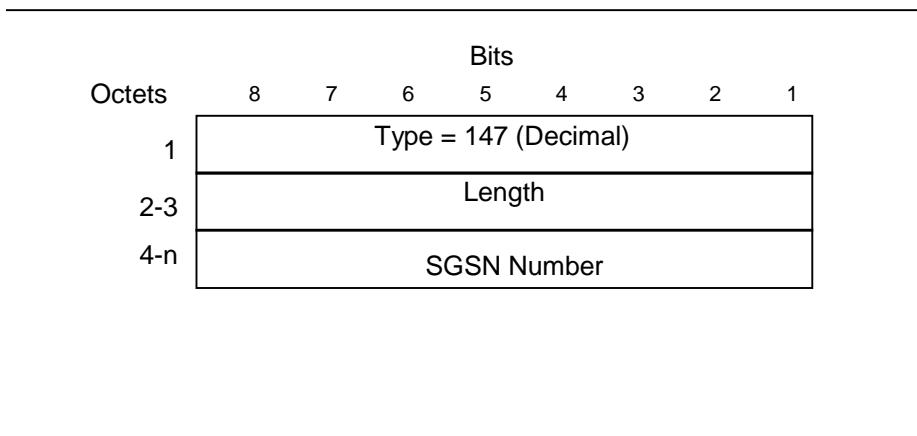 Bits
Octets 8 7 6 5 4 3 2 1
1 Type = 147 (Decimal)
2-3 Length
4-n SGSN Number